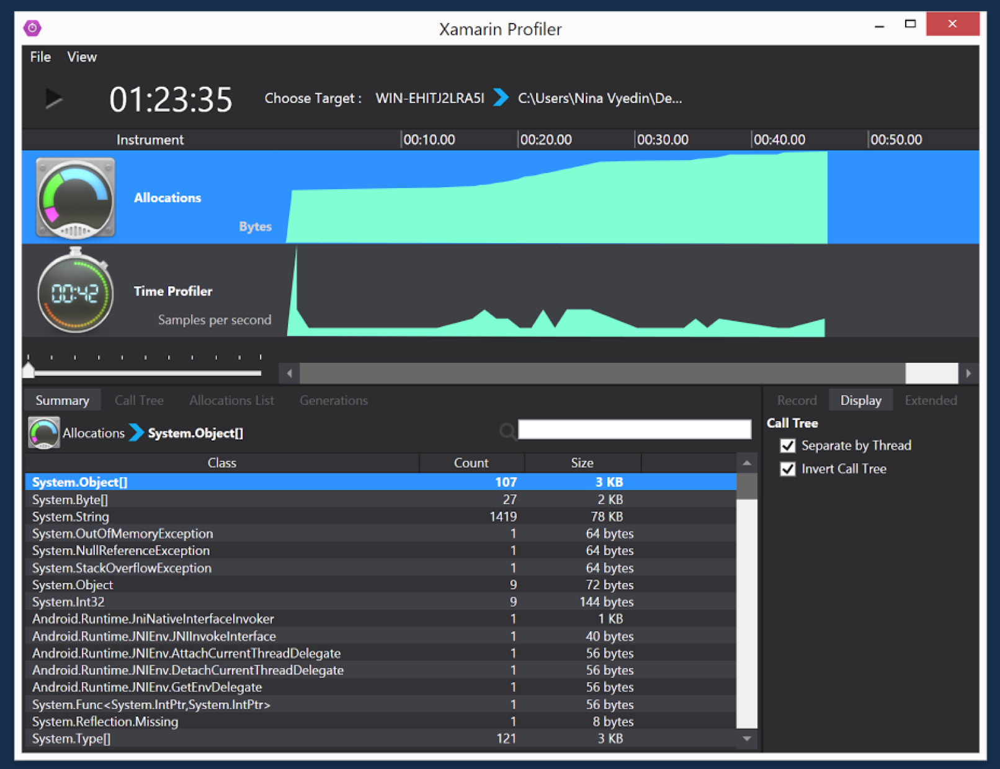 Xamarin Profiler
File View
01:23:35 Choose Target : WIN-EHITJ2LRA5I C:\Users\Nina Vyedin\De...
Instrument 00:10.00 00:20.00 00:30.00 00:40.00 00:50.00
Allocations
Bytes
00:42
Time Profiler
Samples per second
Summary Call Tree Allocations List Generations
Allocations System.Object[]
Class Count Size
System.Object[] 107 3 KB
System.Byte[] 27 2 KB
System.String 1419 78 KB
System.OutOfMemoryException 1 64 bytes
System.NullReferenceException 1 64 bytes
System.StackOverflowException 1 64 bytes
System.Object 9 72 bytes
System.Int32 9 144 bytes
Android.Runtime.JniNativeInterfaceInvoker 1 1 KB
Android.Runtime.JNIEnv.JNIInvokeInterface 1 40 bytes
Android.Runtime.JNIEnv.AttachCurrentThreadDelegate 1 56 bytes
Android.Runtime.JNIEnv.DetachCurrentThreadDelegate 1 56 bytes
Android.Runtime.JNIEnv.GetEnvDelegate 1 56 bytes
System.Func<System.IntPtr,System.IntPtr> 1 56 bytes
System.Reflection.Missing 1 8 bytes
System.Type[] 121 3 KB
Record Display Extended
Call Tree
Separate by Thread
Invert Call Tree